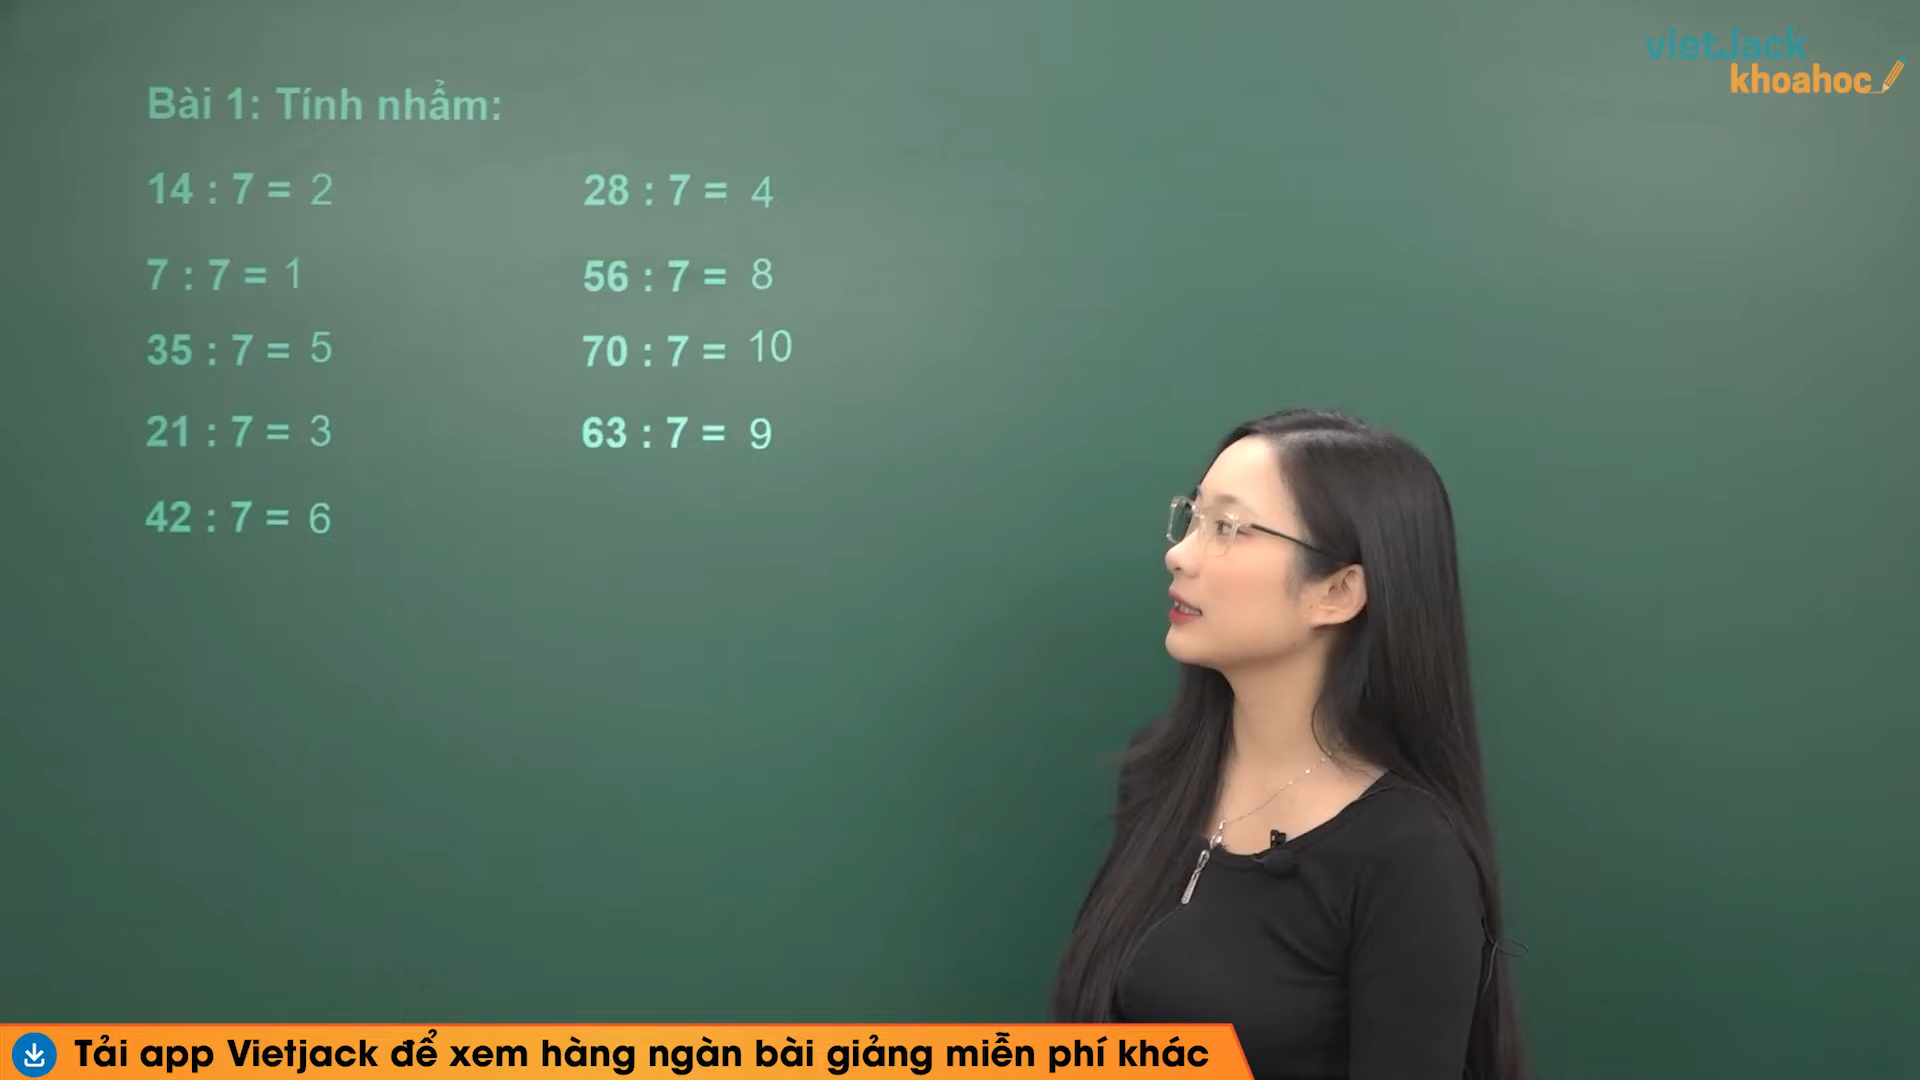 vietJack
khoahoc
Bài 1: Tính nhẩm:
14 : 7 = 2
7 : 7 = 1
35 : 7 = 5
21 : 7 = 3
42 : 7 = 6
28 : 7 = 4
56 : 7 = 8
70 : 7 = 10
63 : 7 = 9
Tải app Vietjack để xem hàng ngàn bài giảng miễn phí khác